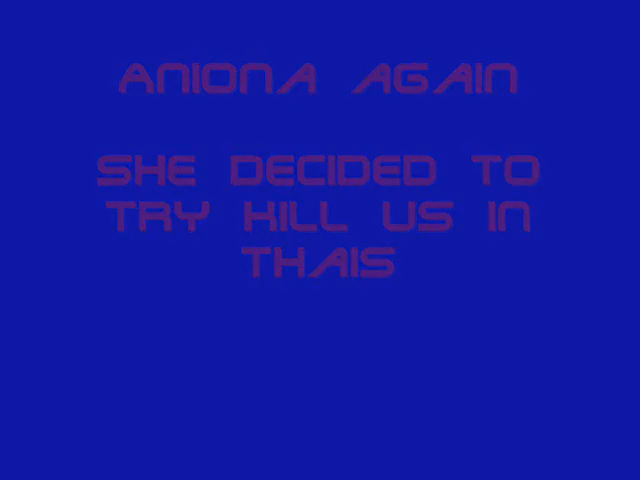 ANIONA AGAIN
SHE DECIDED TO
TRY KILL US IN
THAIS